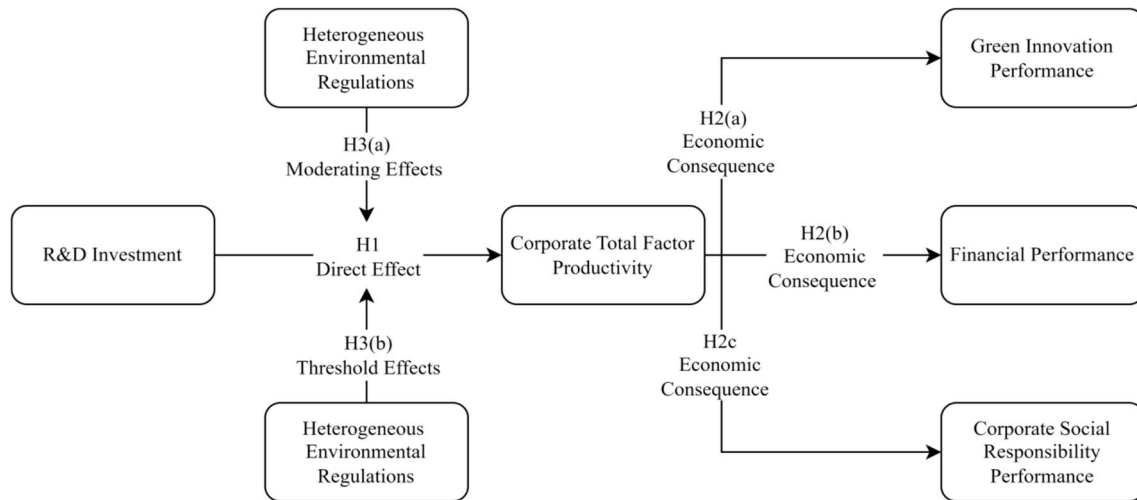 Heterogeneous
Environmental
Regulations
H3(a)
Moderating Effects
R&D Investment
H1
Direct Effect
H3(b)
Threshold Effects
Heterogeneous
Environmental
Regulations
Corporate Total Factor
Productivity
H2(a)
Economic
Consequence
Green Innovation
Performance
H2(b)
Economic
Consequence
Financial Performance
H2c
Economic
Consequence
Corporate Social
Responsibility
Performance